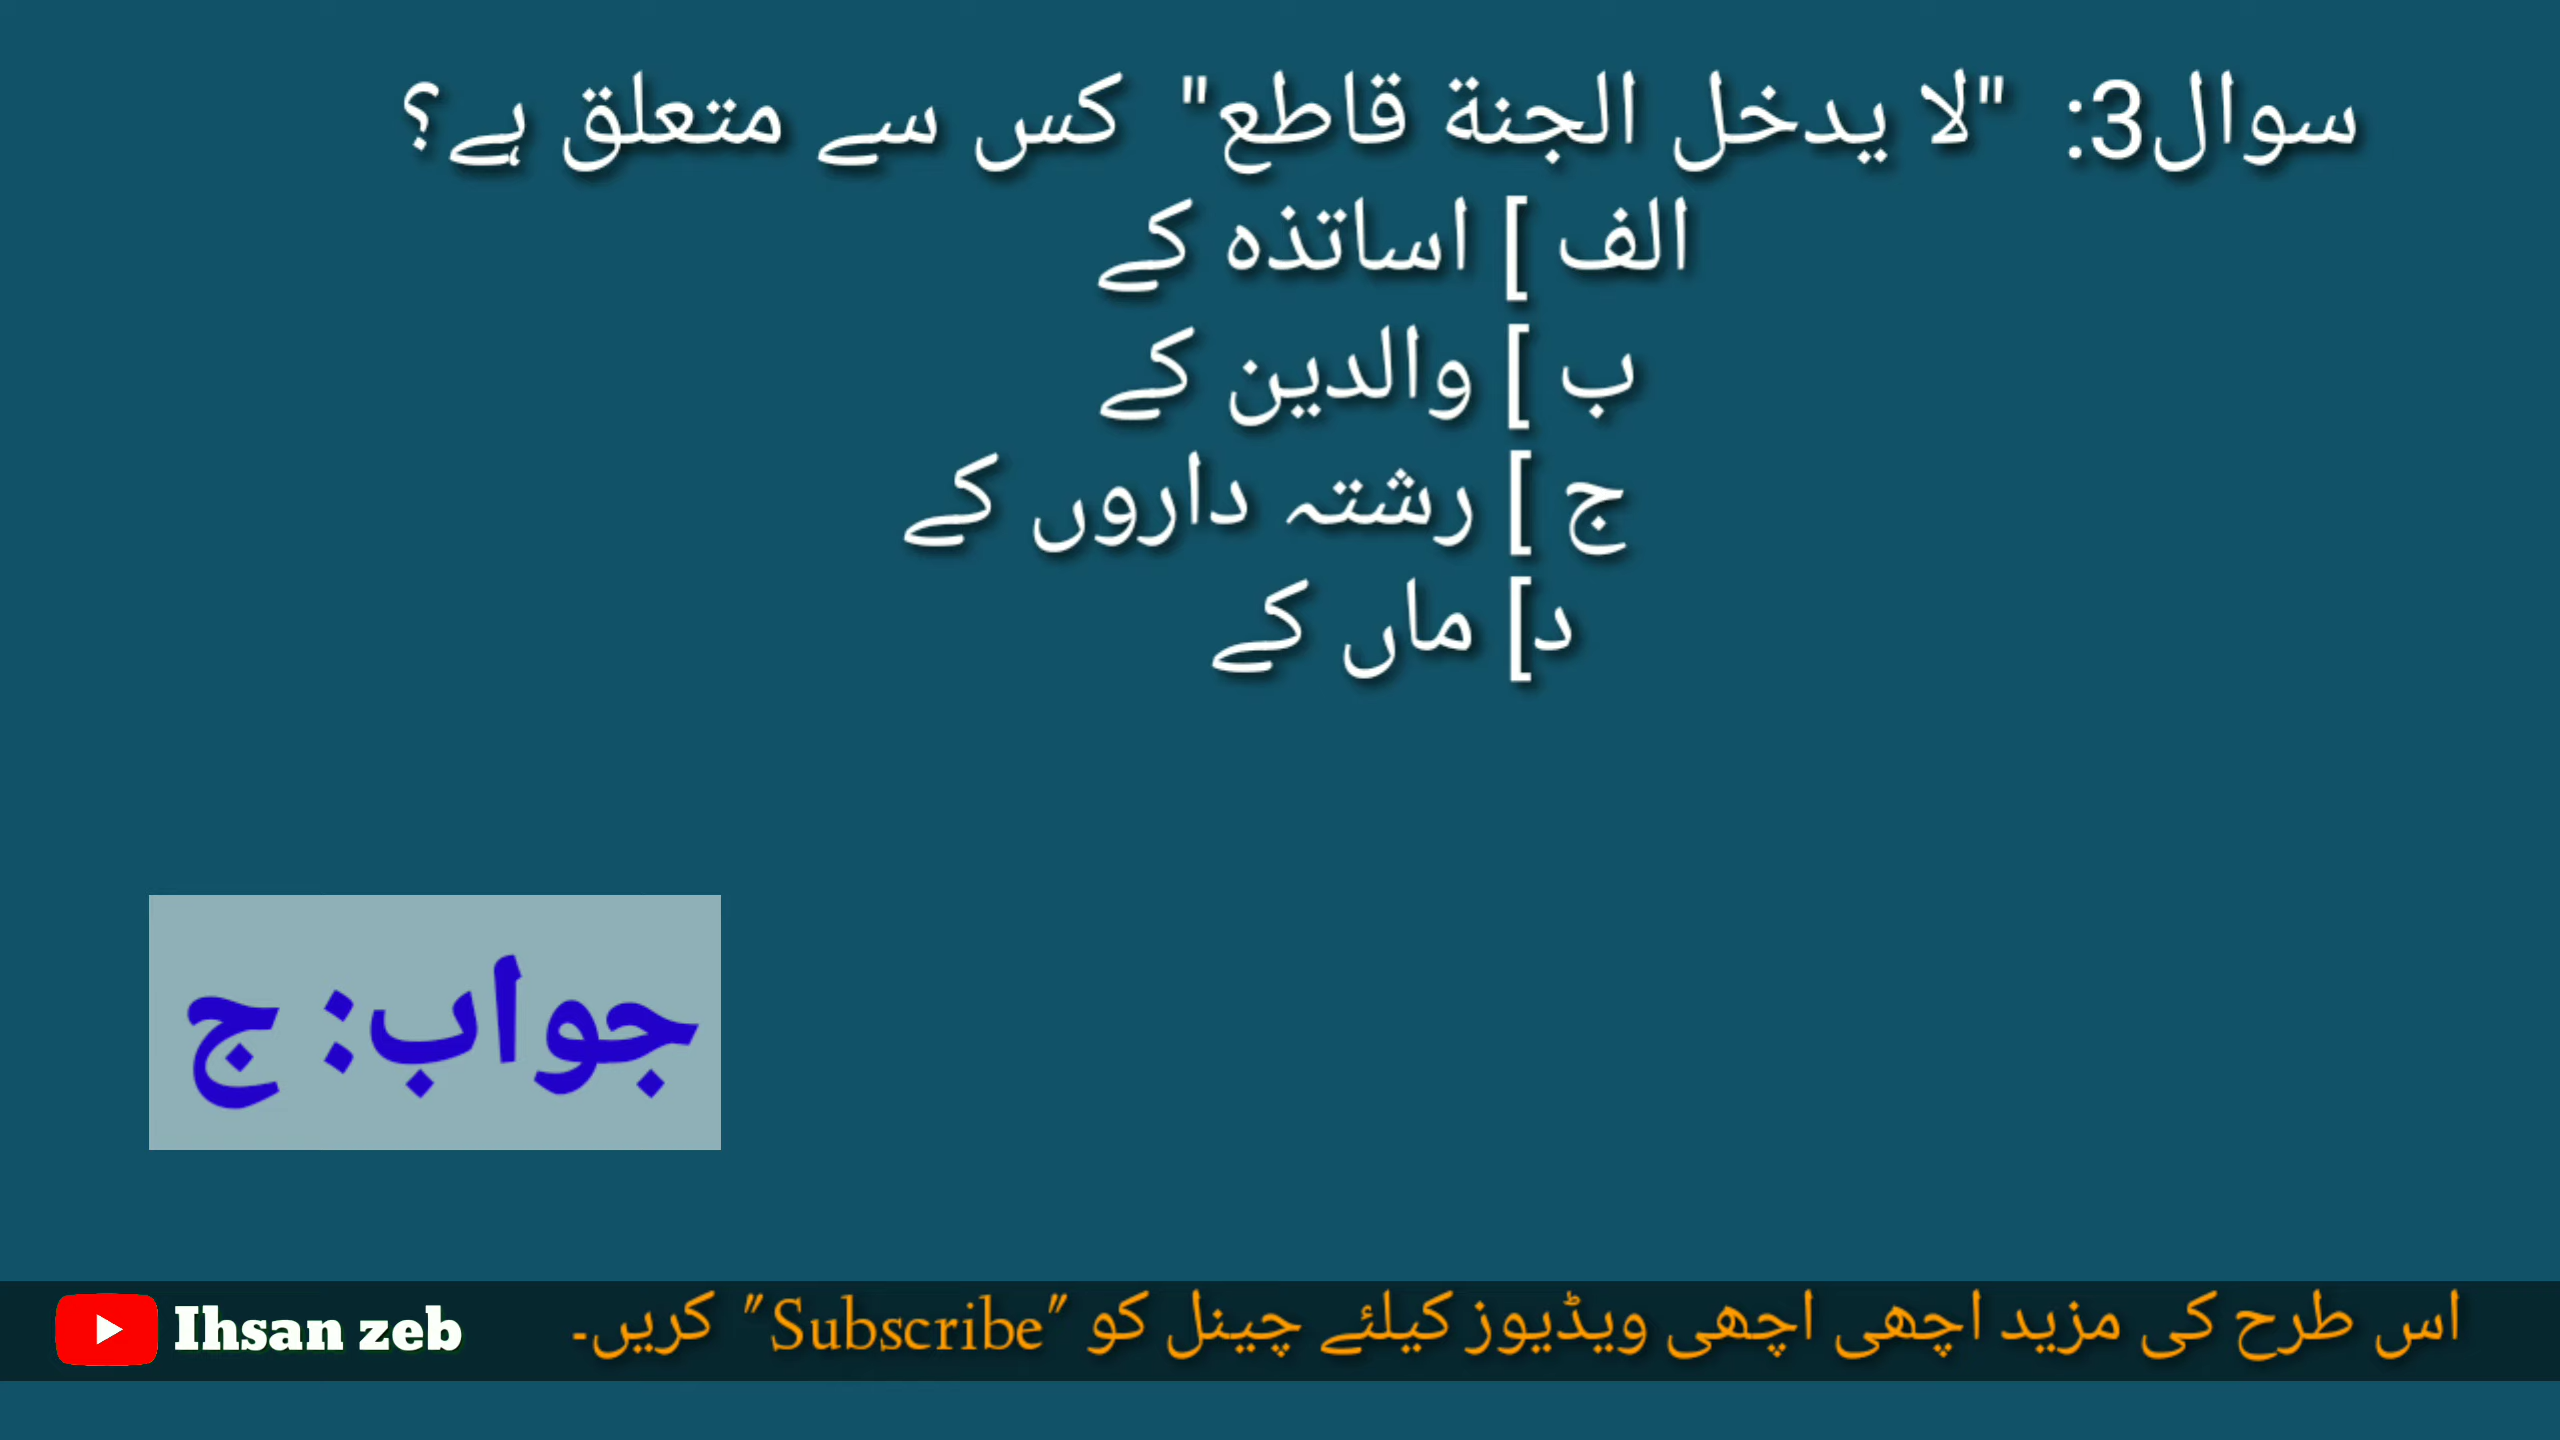 سوال3: "لا يدخل الجنة قاطع" کس سے متعلق ہے؟
الف ] اساتذہ کے
ب ] والدین کے
ج ] رشتہ داروں کے
د] ماں کے
جواب: ج
اس طرح کی مزید اچھی اچھی ویڈیوز کیلئے چینل کو "Subscribe" کریں۔
Ihsan zeb